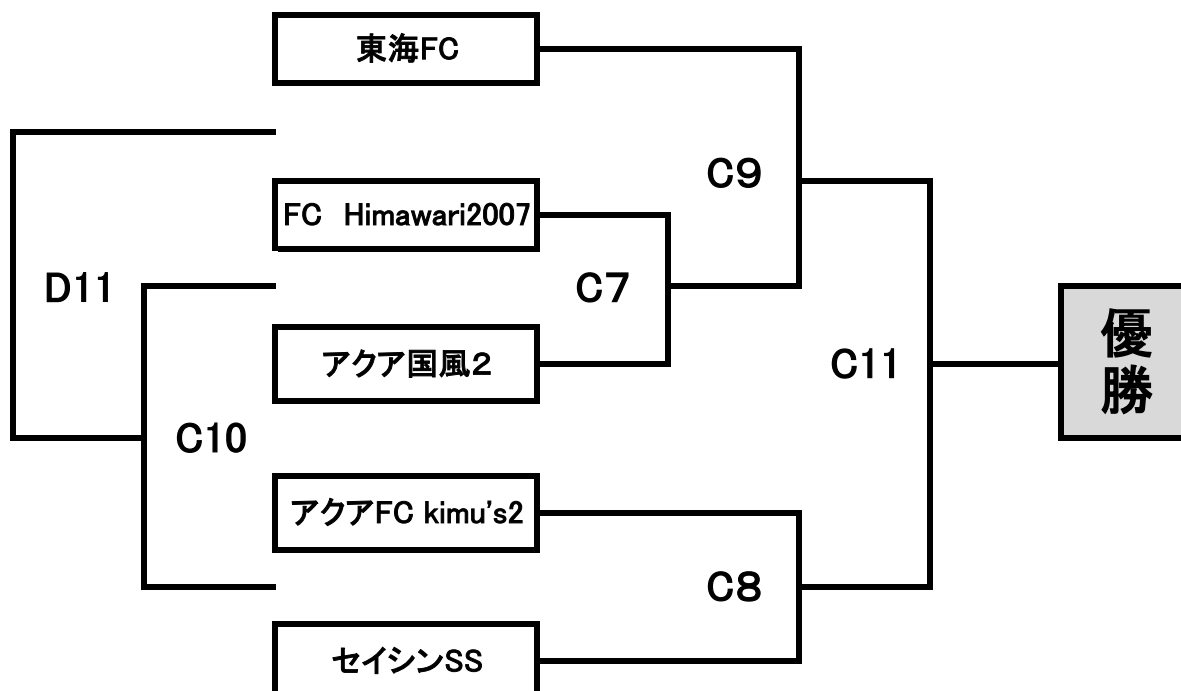 東海FC
C9
FC　Himawari2007
D11
C7
アクア国風２
C11
優勝
C10
アクアFC kimu's2
C8
セイシンSS